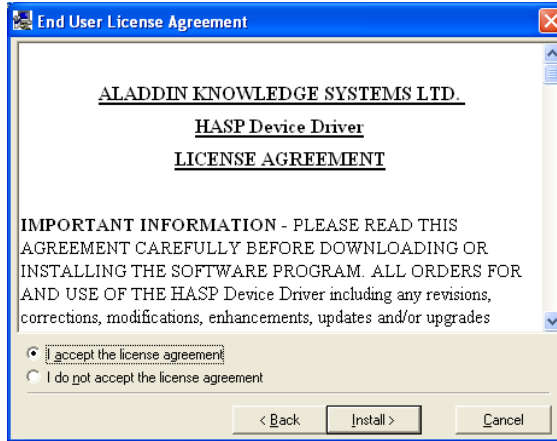 End User License Agreement
ALADDIN KNOWLEDGE SYSTEMS LTD.
HASP Device Driver
LICENSE AGREEMENT
IMPORTANT INFORMATION - PLEASE READ THIS
AGREEMENT CAREFULLY BEFORE DOWNLOADING OR
INSTALLING THE SOFTWARE PROGRAM. ALL ORDERS FOR
AND USE OF THE HASP Device Driver including any revisions,
corrections, modifications, enhancements, updates and/or upgrades
I accept the license agreement
I do not accept the license agreement
< Back Install > Cancel